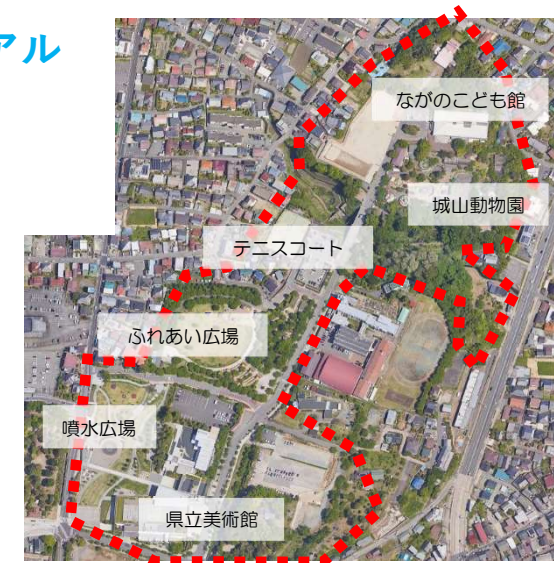 アル
ながのこども館
城山動物園
テニスコート
ふれあい広場
噴水広場
県立美術館